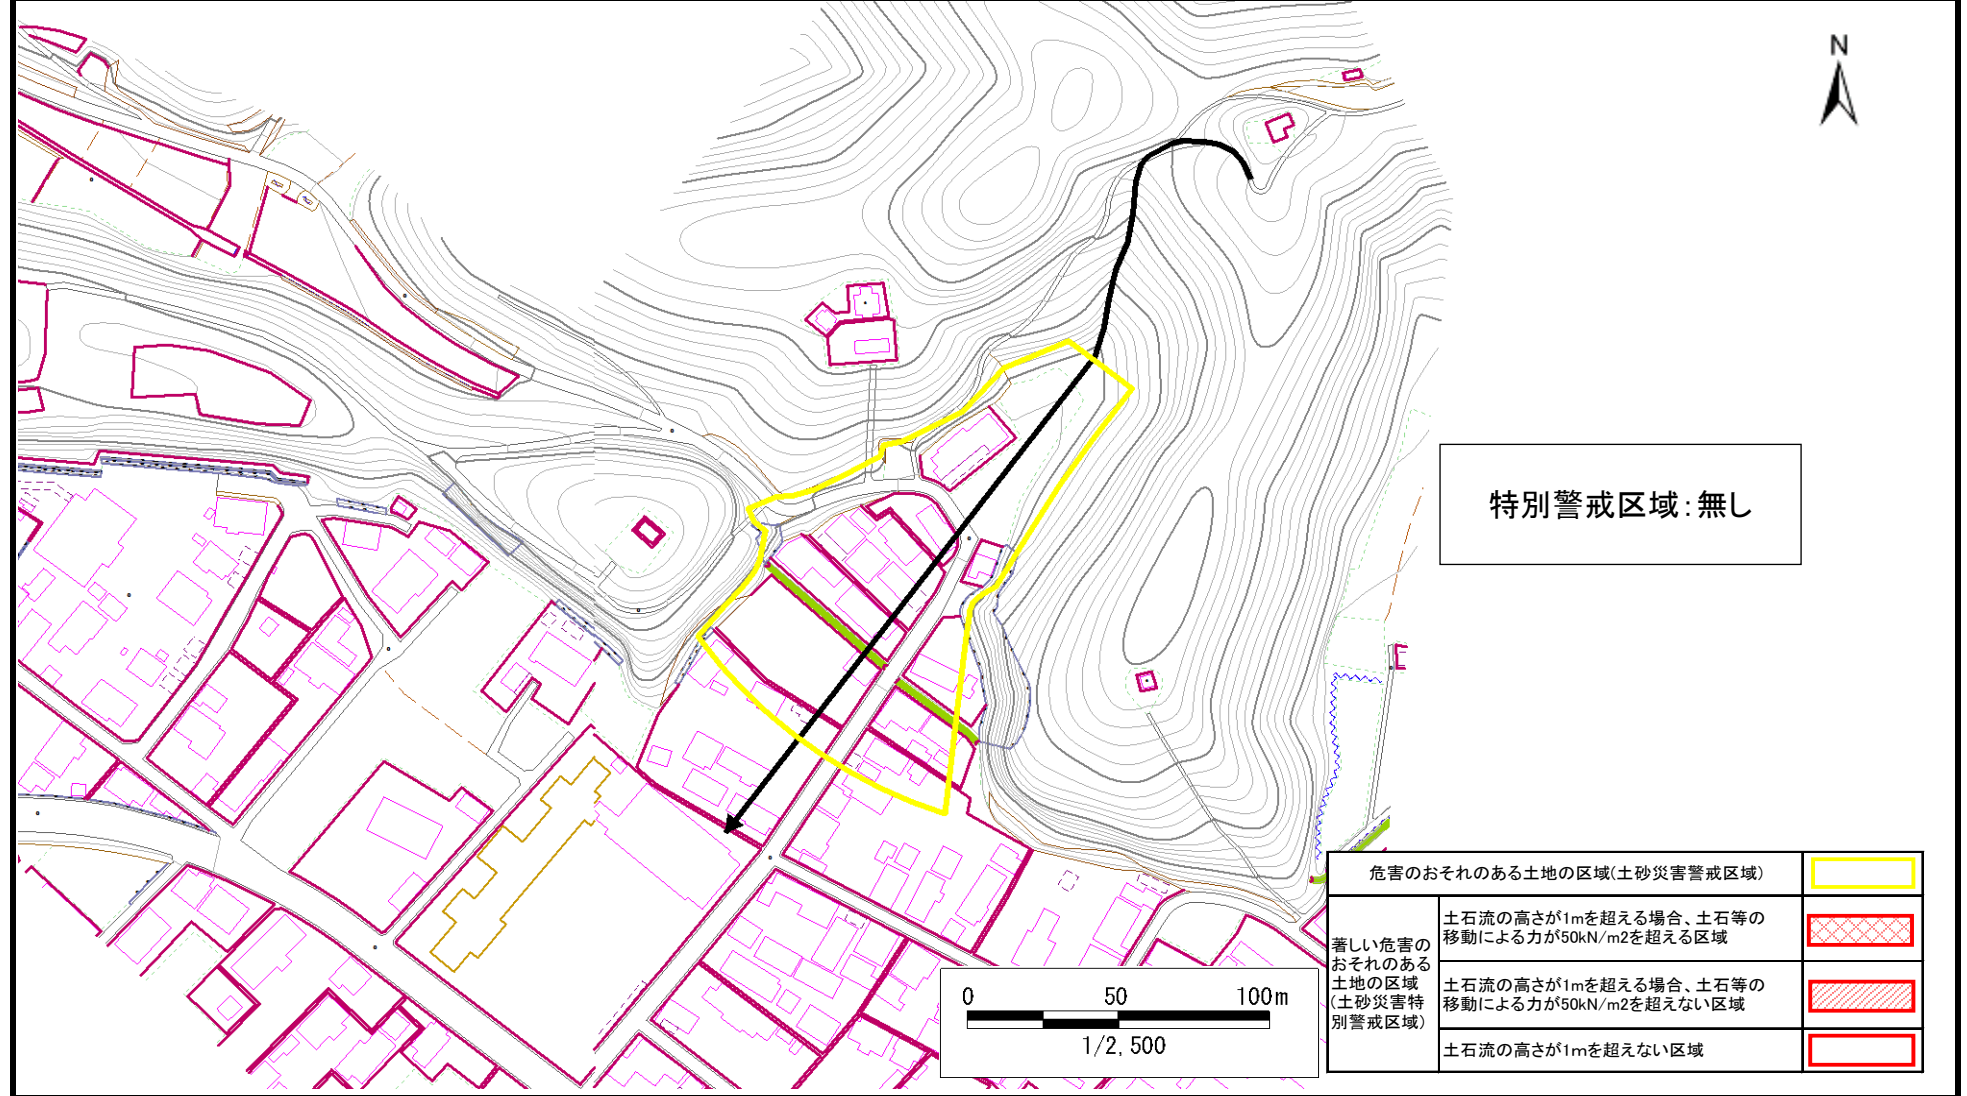 N
特別警戒区域：無し
危害のおそれのある土地の区域(土砂災害警戒区域)
著しい危害の
おそれのある
土地の区域
(土砂災害特
別警戒区域)
土石流の高さが1mを超える場合、土石等の
移動による力が50kN/m2を超える区域
土石流の高さが1mを超える場合、土石等の
移動による力が50kN/m2を超えない区域
土石流の高さが1mを超えない区域
0 50 100m
1/2,500